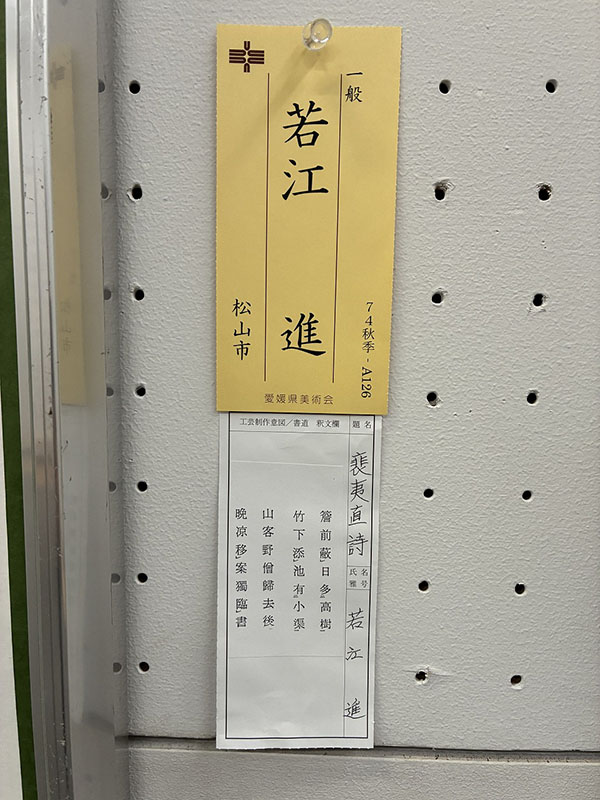 一般
74秋季-A126
若江 進
松山市
愛媛県美術会
題名
裴夷直詩
氏名
雅号
若江 進
工芸制作意図/書道 釈文欄
簷前蔽日多高樹
竹下添池有小渠
山客野僧歸去後
晩凉移案獨臨書